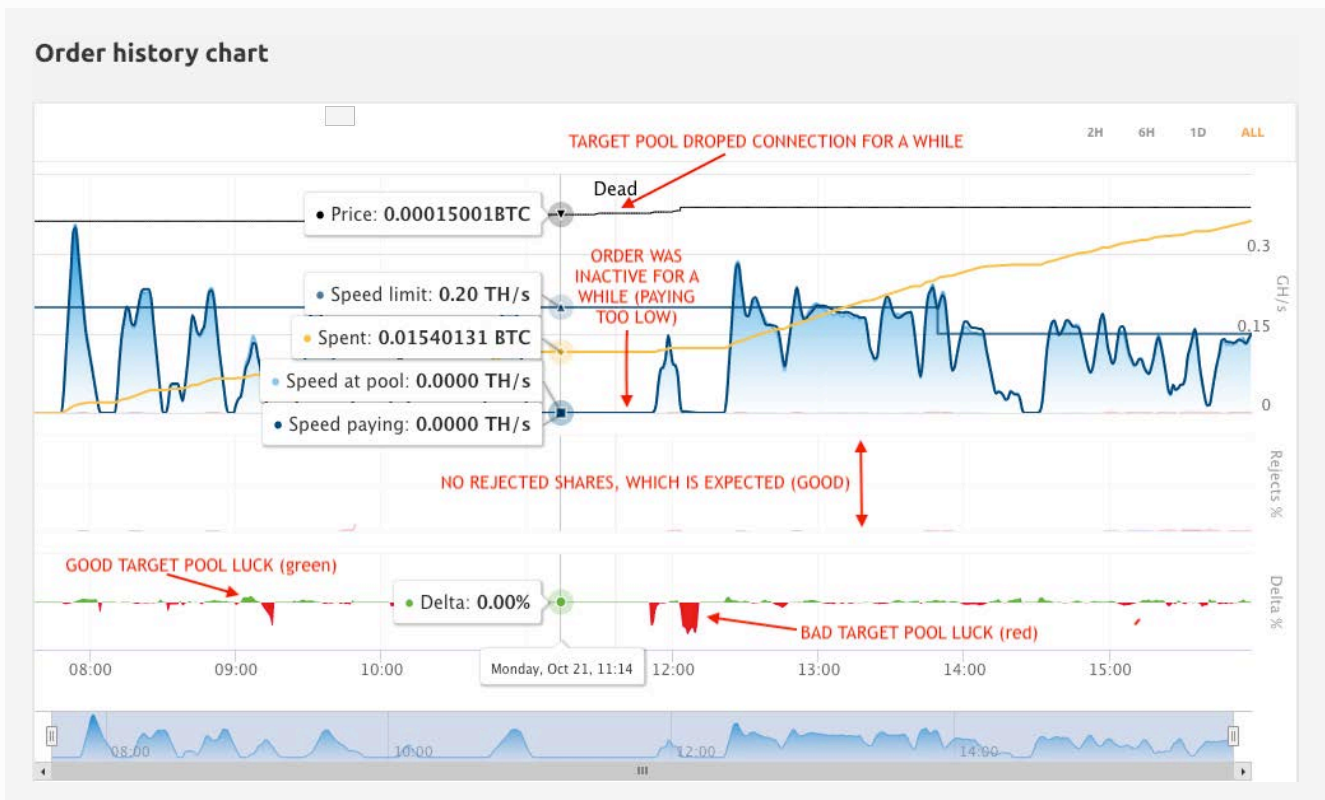 Order history chart
2H 6H 1D ALL
TARGET POOL DROPED CONNECTION FOR A WHILE
Dead
Price: 0.00015001BTC
ORDER WAS
INACTIVE FOR A
WHILE (PAYING
TOO LOW)
0.3
GH/s
Speed limit: 0.20 TH/s
0.15
Spent: 0.01540131 BTC
Speed at pool: 0.0000 TH/s
0
Speed paying: 0.0000 TH/s
Rejects %
NO REJECTED SHARES, WHICH IS EXPECTED (GOOD)
GOOD TARGET POOL LUCK (green)
Delta %
Delta: 0.00%
BAD TARGET POOL LUCK (red)
08:00 09:00 10:00 Monday, Oct 21, 11:14 12:00 13:00 14:00 15:00
08:00 10:00 12:00 14:00